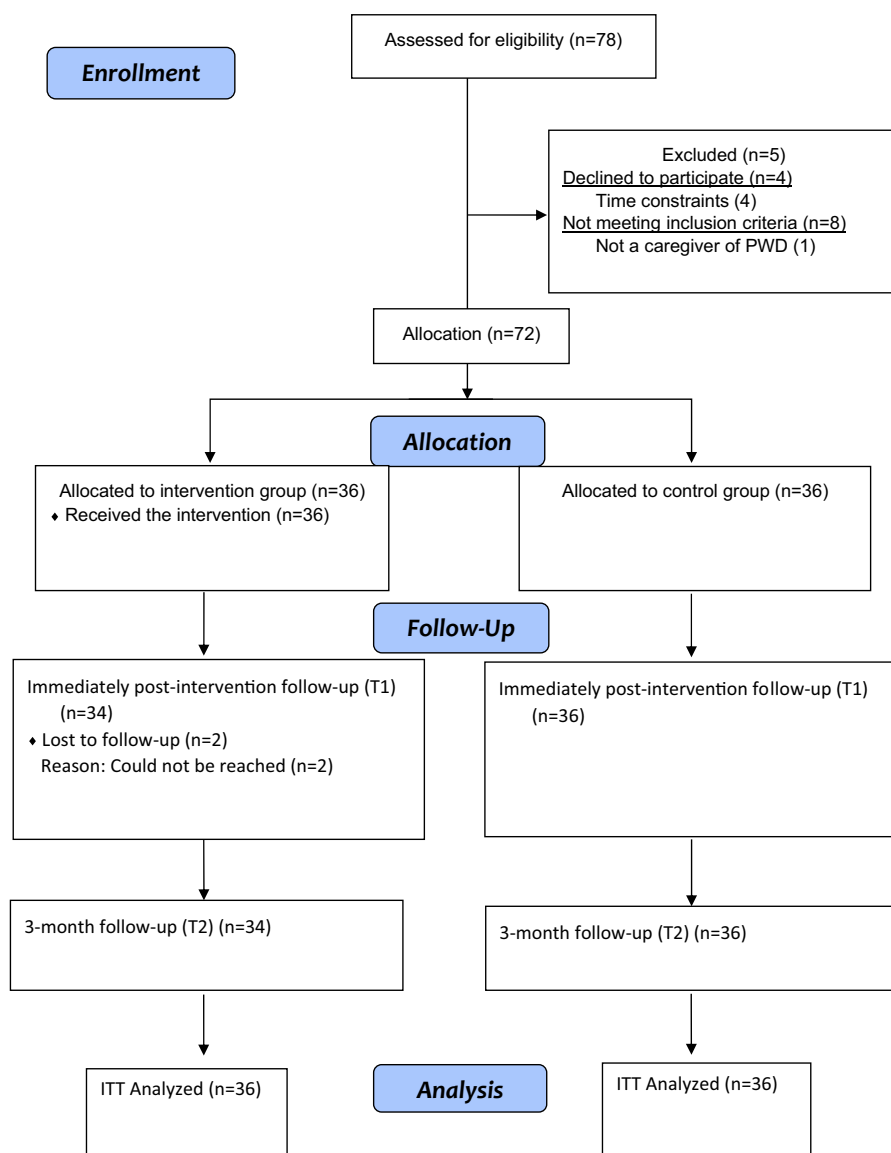 Assessed for eligibility (n=78)
Enrollment
Excluded (n=5)
Declined to participate (n=4)
Time constraints (4)
Not meeting inclusion criteria (n=8)
Not a caregiver of PWD (1)
Allocation (n=72)
Allocation
Allocated to intervention group (n=36)
♦ Received the intervention (n=36)
Allocated to control group (n=36)
Follow-Up
Immediately post-intervention follow-up (T1)
(n=34)
♦ Lost to follow-up (n=2)
Reason: Could not be reached (n=2)
Immediately post-intervention follow-up (T1)
(n=36)
3-month follow-up (T2) (n=34)
3-month follow-up (T2) (n=36)
ITT Analyzed (n=36)
Analysis
ITT Analyzed (n=36)